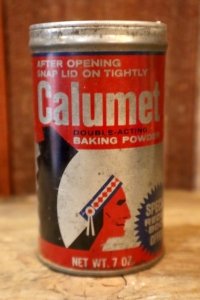 AFTER OPENING
SNAP LID ON TIGHTLY
Calumet
DOUBLE-ACTING
BAKING POWDER
NET WT. 7 OZ.